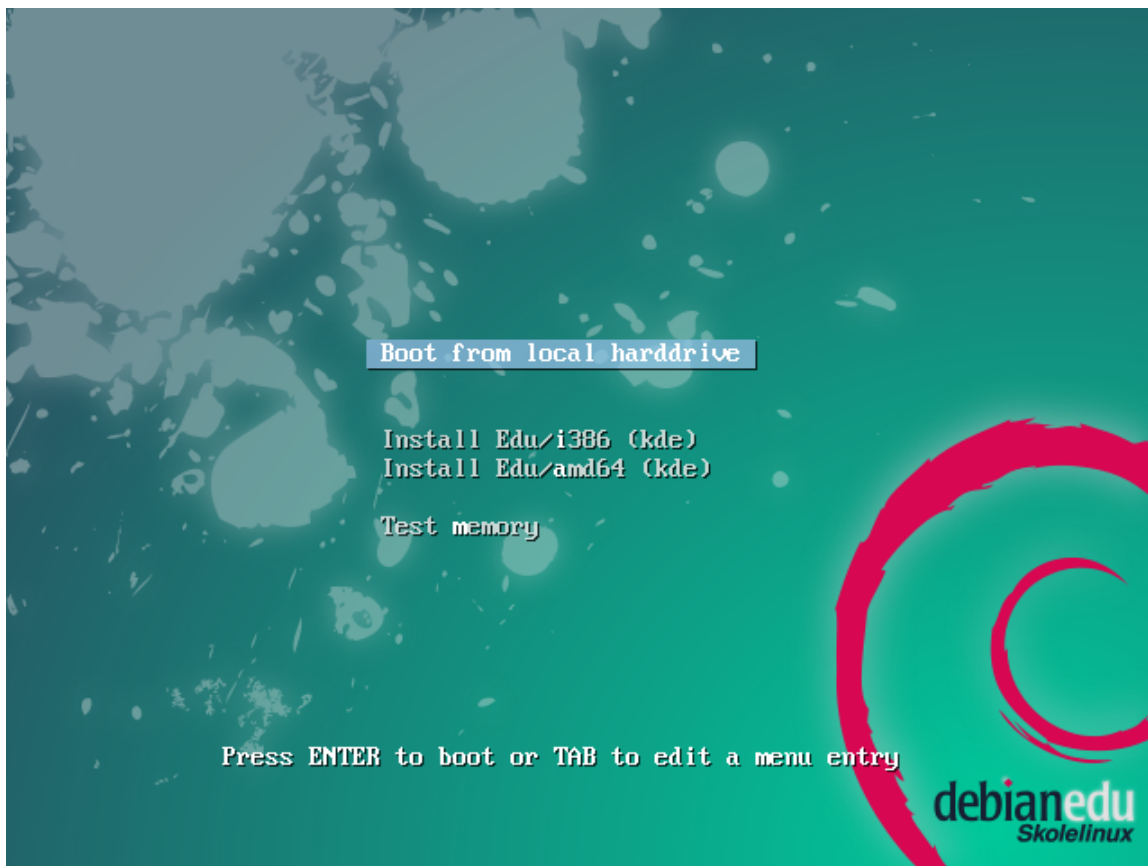 Boot from local harddrive
Install Edu/i386 (kde)
Install Edu/amd64 (kde)
Test memory
Press ENTER to boot or TAB to edit a menu entry
debianedu
Skolelinux